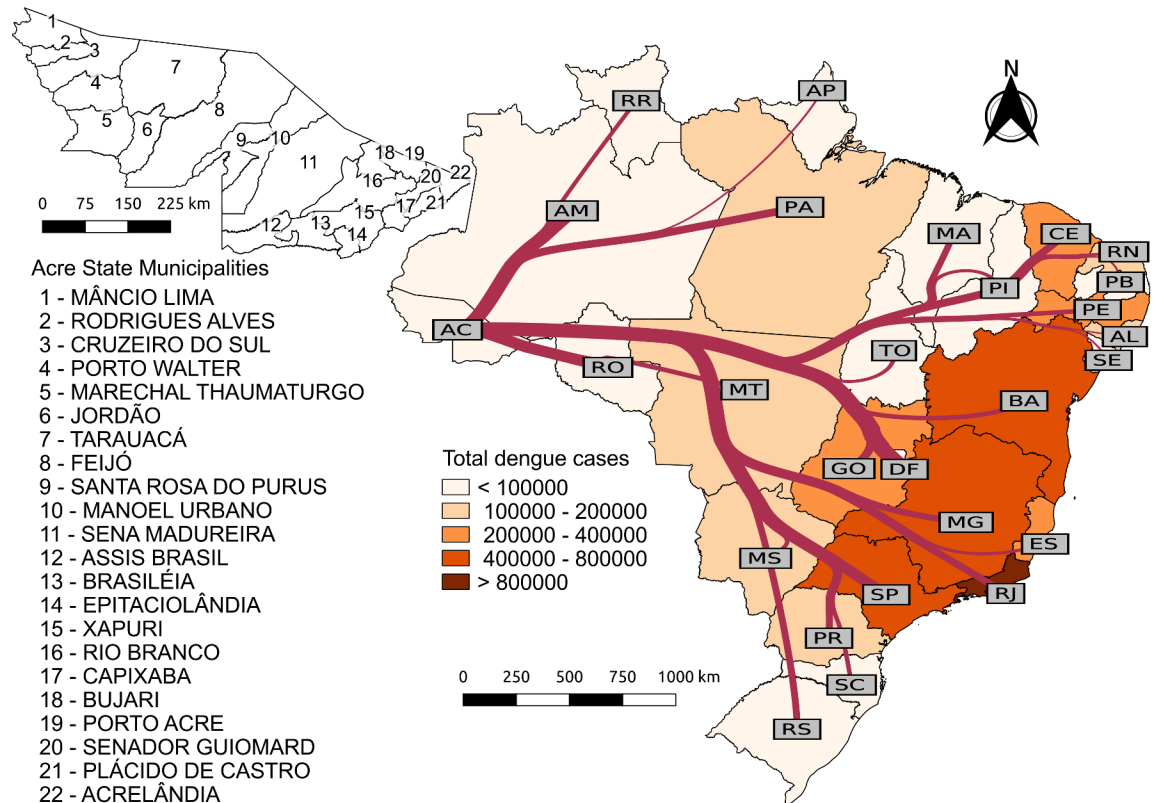 1
2
3
4
5
6
7
8
9
10
11
12
13
14
15
16
17
18
19
20
21
22
0 75 150 225 km
Acre State Municipalities
1 - MÂNCIO LIMA
2 - RODRIGUES ALVES
3 - CRUZEIRO DO SUL
4 - PORTO WALTER
5 - MARECHAL THAUMATURGO
6 - JORDÃO
7 - TARAUACÁ
8 - FEIJÓ
9 - SANTA ROSA DO PURUS
10 - MANOEL URBANO
11 - SENA MADUREIRA
12 - ASSIS BRASIL
13 - BRASILÉIA
14 - EPITACIOLÂNDIA
15 - XAPURI
16 - RIO BRANCO
17 - CAPIXABA
18 - BUJARI
19 - PORTO ACRE
20 - SENADOR GUIOMARD
21 - PLÁCIDO DE CASTRO
22 - ACRELÂNDIA
N
RR
AP
AM
PA
MA
CE
RN
PI
PB
PE
AC
AL
TO
SE
RO
MT
BA
GO
DF
MG
ES
MS
SP
RJ
PR
SC
RS
Total dengue cases
< 100000
100000 - 200000
200000 - 400000
400000 - 800000
> 800000
0 250 500 750 1000 km